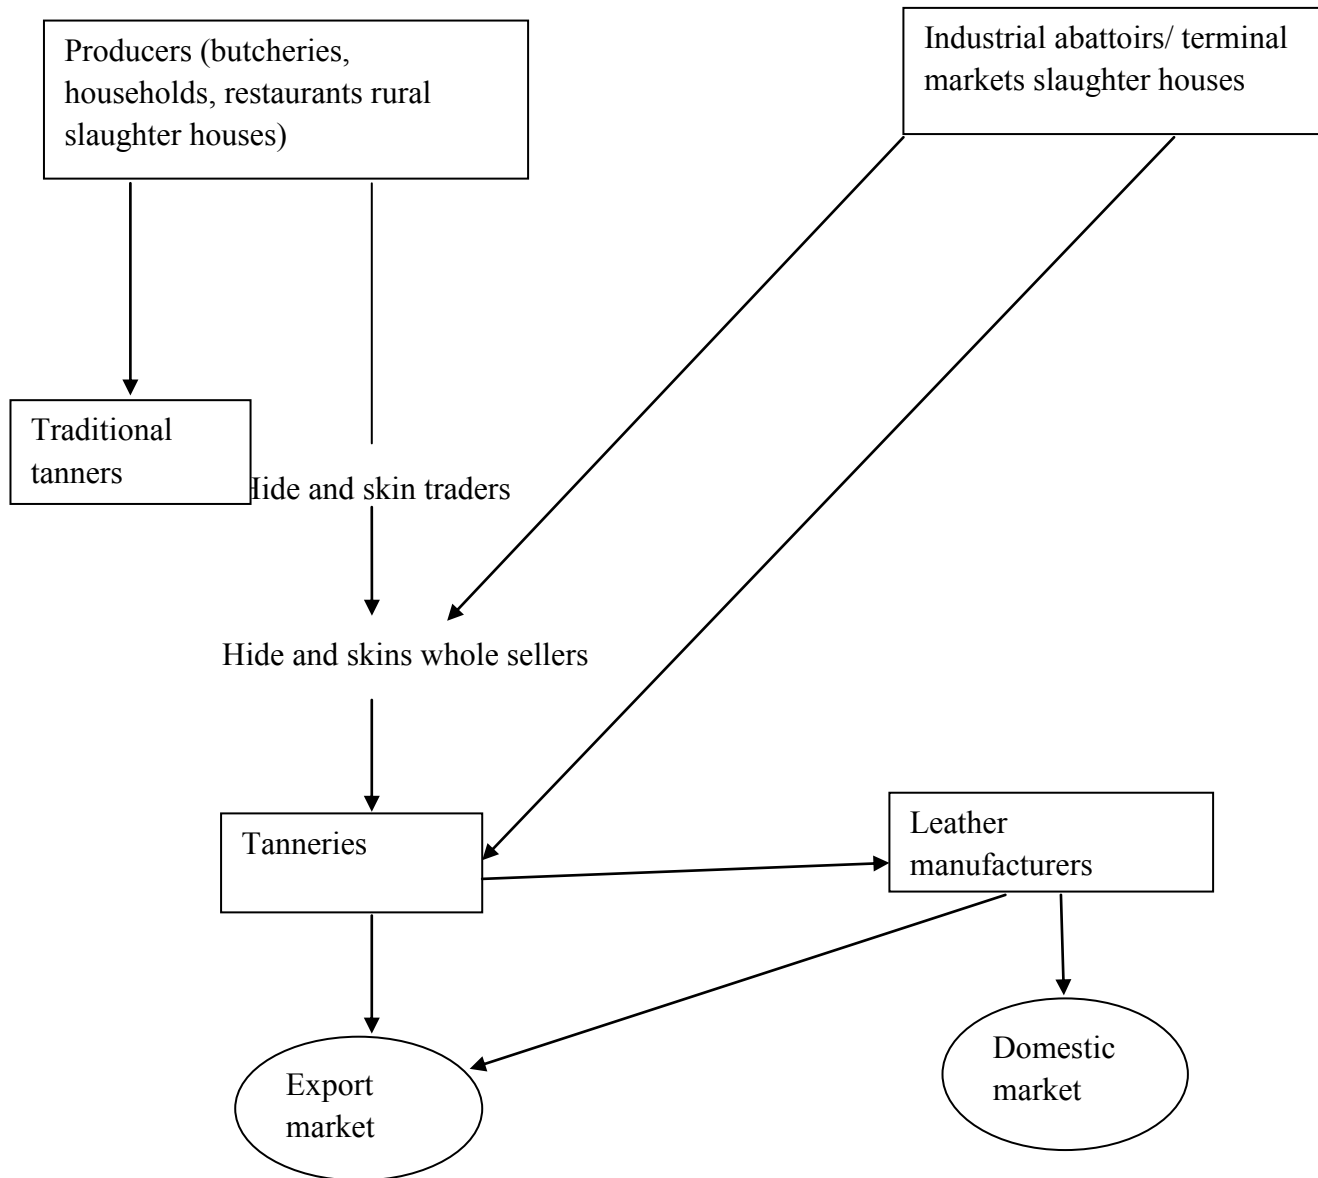 Producers (butcheries,
households, restaurants rural
slaughter houses)
Industrial abattoirs/ terminal
markets slaughter houses
Traditional
tanners
Hide and skin traders
Hide and skins whole sellers
Tanneries
Leather
manufacturers
Export
market
Domestic
market